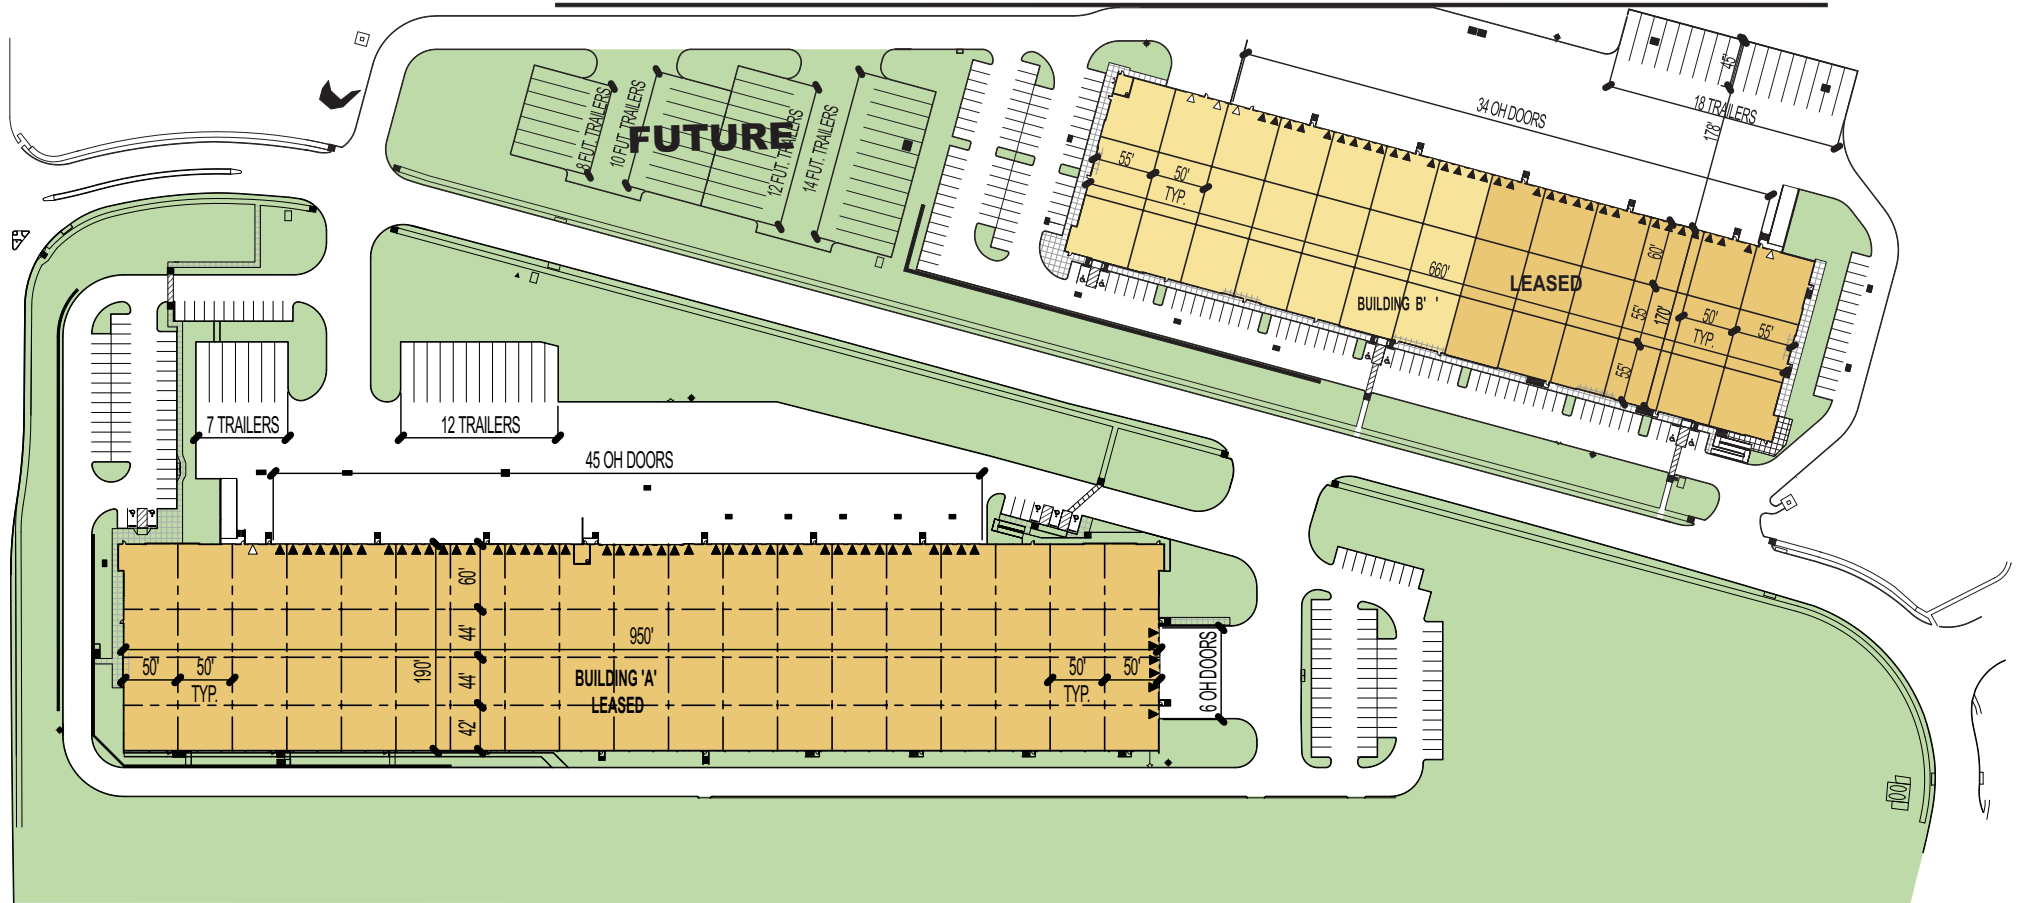 8 FUT. TRAILERS
10 FUT. TRAILERS
FUTURE
12 FUT. TRAILERS
14 FUT. TRAILERS
34 OH DOORS
45'
18 TRAILERS
178'
55'
50'
TYP.
660'
LEASED
BUILDING 'B'
60'
55'
170'
55'
50'
TYP.
55'
7 TRAILERS
12 TRAILERS
45 OH DOORS
60'
44'
950'
190'
50'
50'
TYP.
44'
BUILDING 'A'
LEASED
42'
50'
TYP.
50'
6 OH DOORS